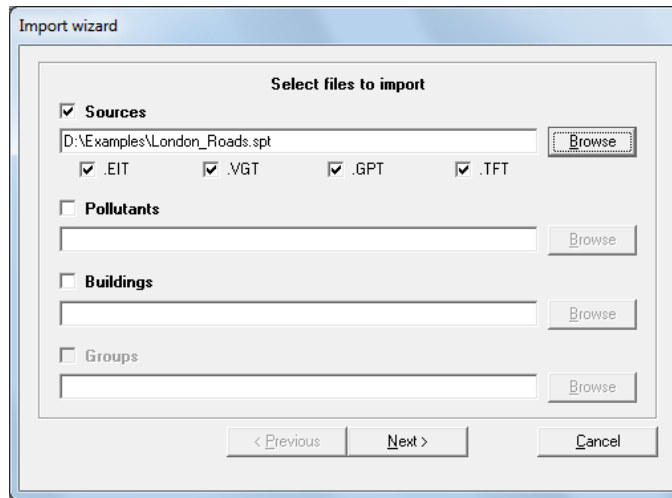 Import wizard
Select files to import
Sources
D:\Examples\London_Roads.spt
Browse
.EIT .VGT .GPT .TFT
Pollutants
Browse
Buildings
Browse
Groups
Browse
< Previous Next > Cancel